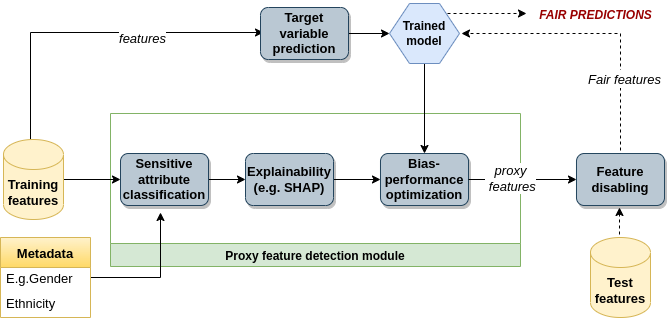 Target
variable
prediction
Trained
model
FAIR PREDICTIONS
features
Fair features
Training
features
Sensitive
attribute
classification
Explainability
(e.g. SHAP)
Bias-
performance
optimization
proxy
features
Feature
disabling
Metadata
E.g.Gender
Ethnicity
Proxy feature detection module
Test
features